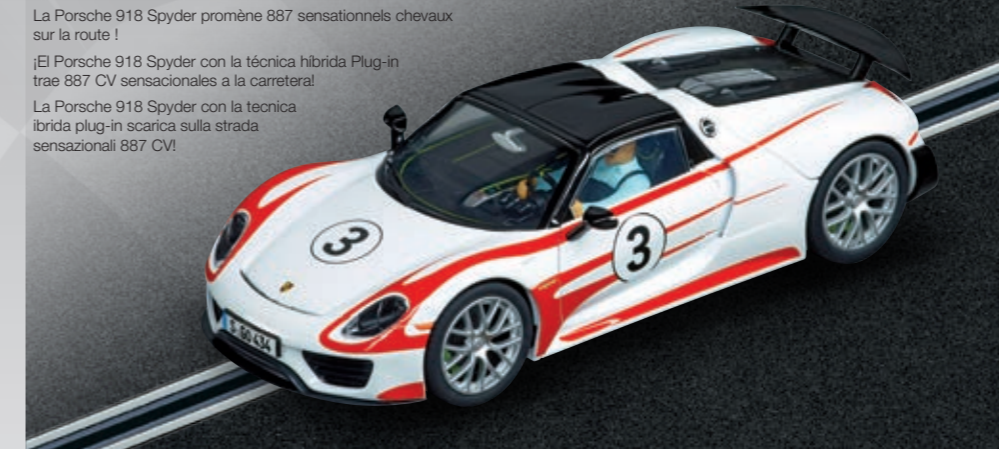 La Porsche 918 Spyder promène 887 sensationnels chevaux
sur la route !
¡El Porsche 918 Spyder con la técnica híbrida Plug-in
trae 887 CV sensacionales a la carretera!
La Porsche 918 Spyder con la tecnica
ibrida plug-in scarica sulla strada
sensazionali 887 CV!
3
3
S·GO 434